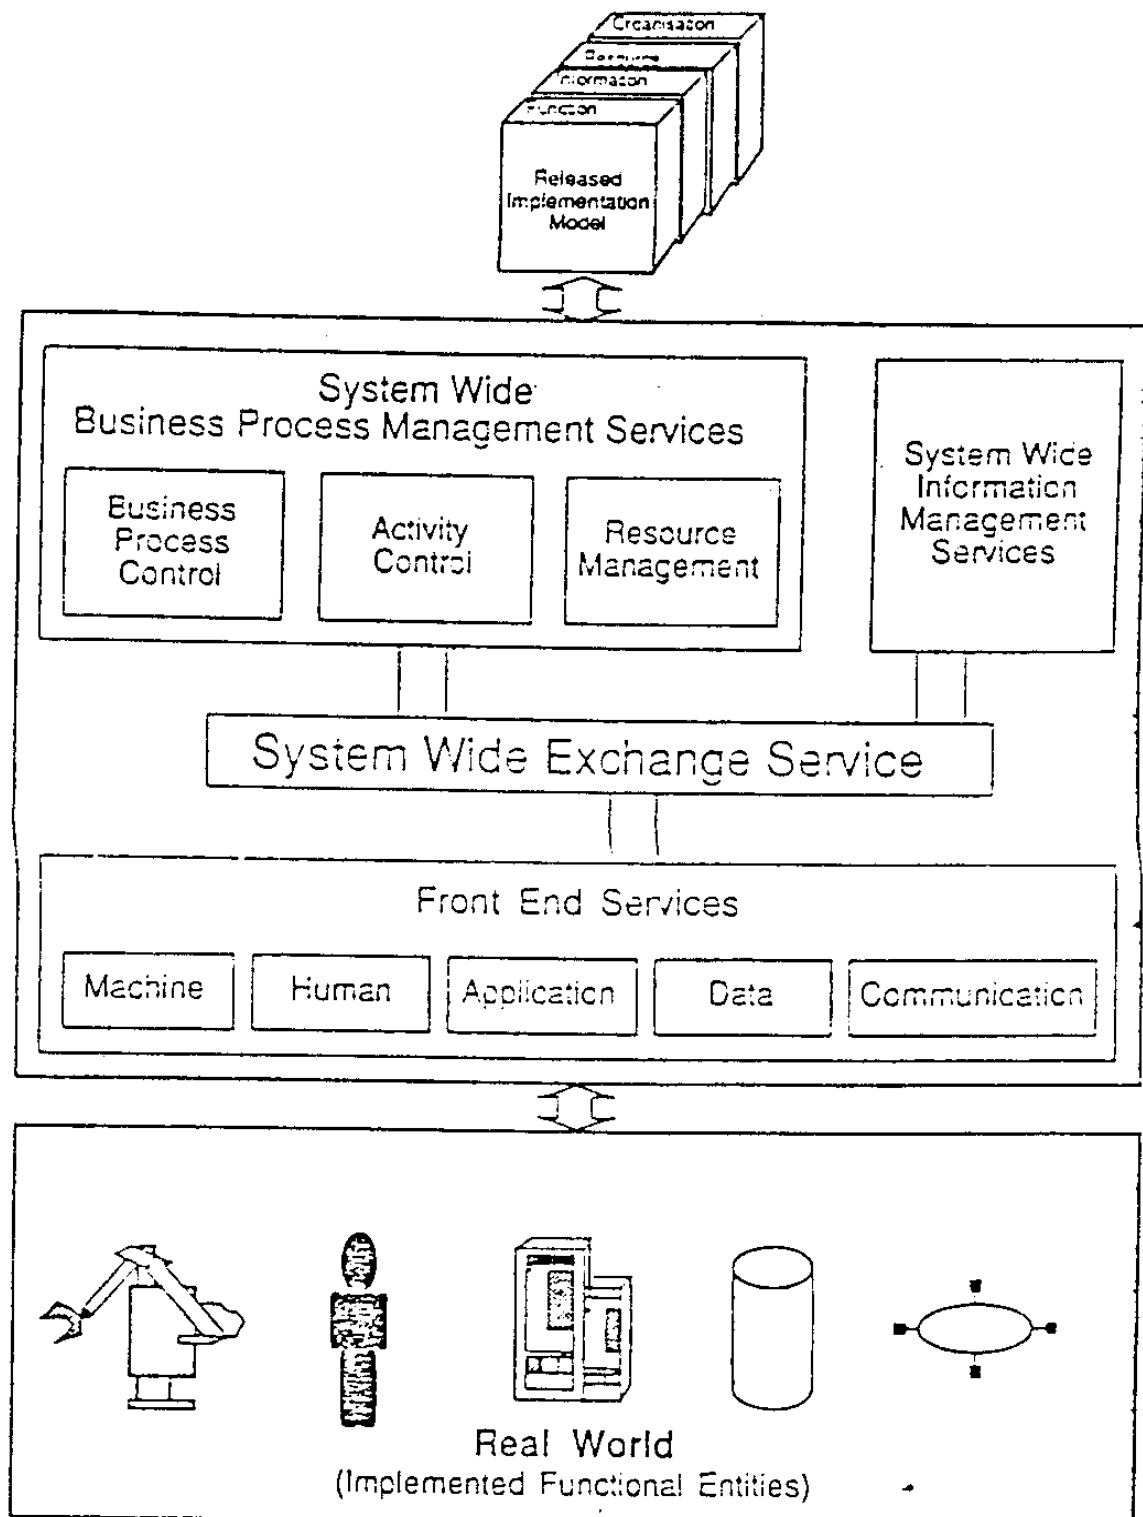 Organisation
Resource
Information
Function
Released
Implementation
Model
System Wide
Business Process Management Services
Business
Process
Control
Activity
Control
Resource
Management
System Wide
Information
Management
Services
System Wide Exchange Service
Front End Services
Machine
Human
Application
Data
Communication
Real World
(Implemented Functional Entities)